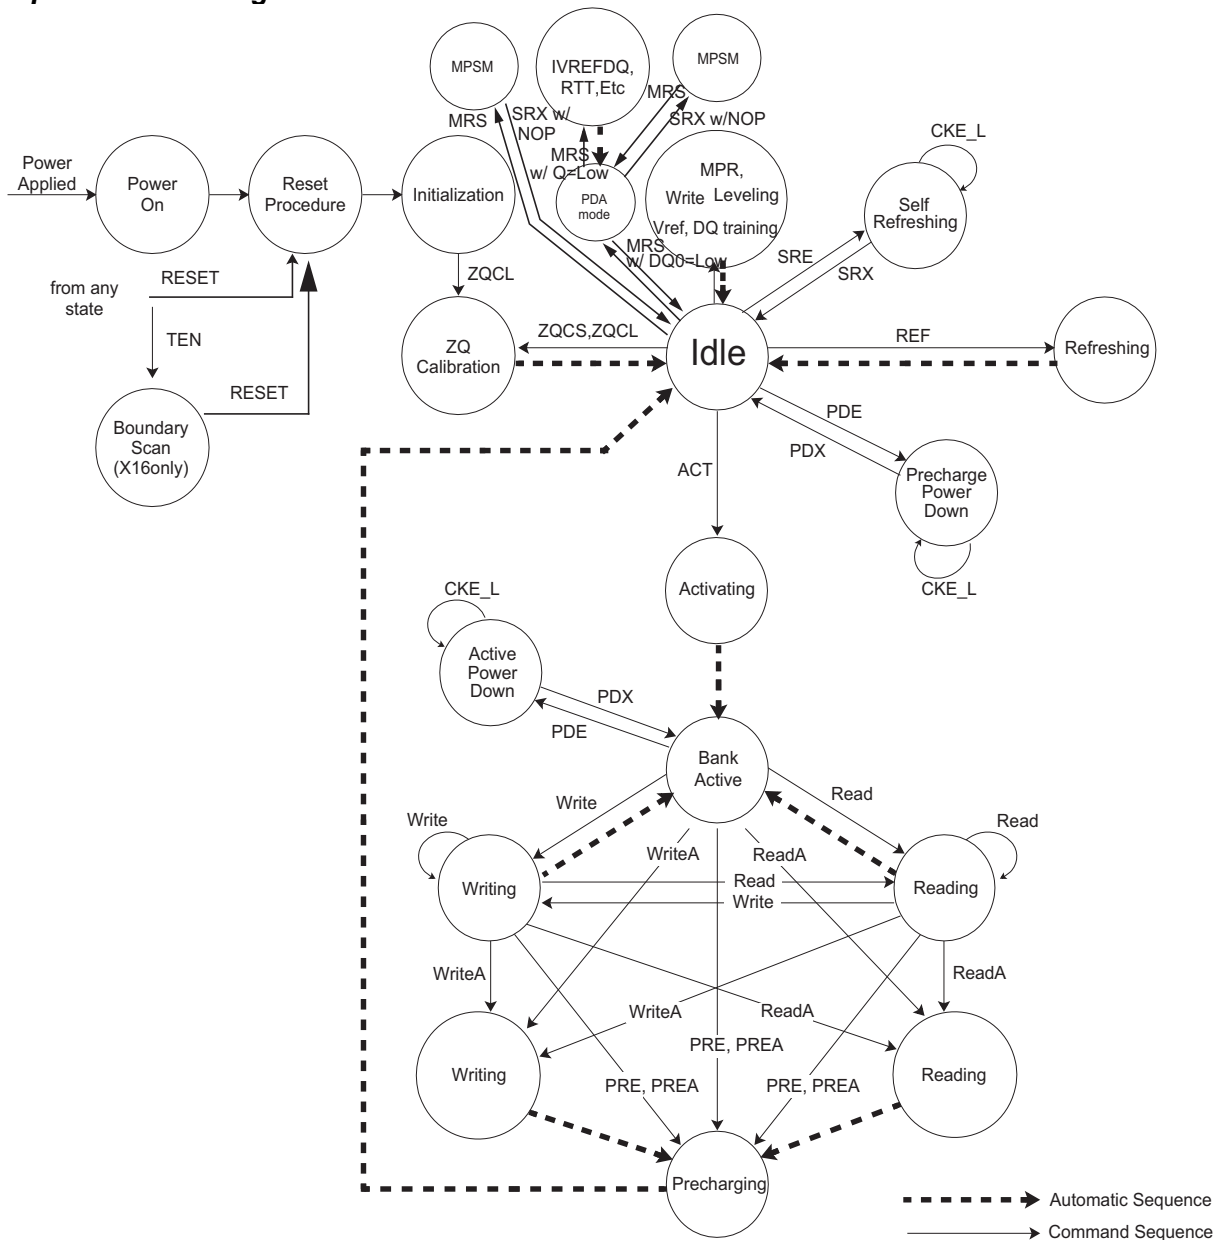 MPSM
IVREFDQ,
RTT,Etc
MPSM
MRS
SRX w/
NOP
MRS
SRX w/NOP
CKE_L
Power
Applied
Power
On
Reset
Procedure
Initialization
MRS
w/ Q=Low
PDA
mode
MPR,
Write Leveling
Vref, DQ training
Self
Refreshing
MRS
w/ DQ0=Low
SRE
SRX
from any
state
RESET
ZQCL
TEN
ZQ
Calibration
ZQCS,ZQCL
Idle
REF
Refreshing
RESET
Boundary
Scan
(X16only)
PDE
PDX
ACT
Precharge
Power
Down
CKE_L
Activating
CKE_L
Active
Power
Down
PDX
PDE
Bank
Active
Write
Read
Write
Read
WriteA
ReadA
Writing
Read
Write
Reading
WriteA
ReadA
WriteA
ReadA
PRE, PREA
Writing
Reading
PRE, PREA
PRE, PREA
Precharging
Automatic Sequence
Command Sequence